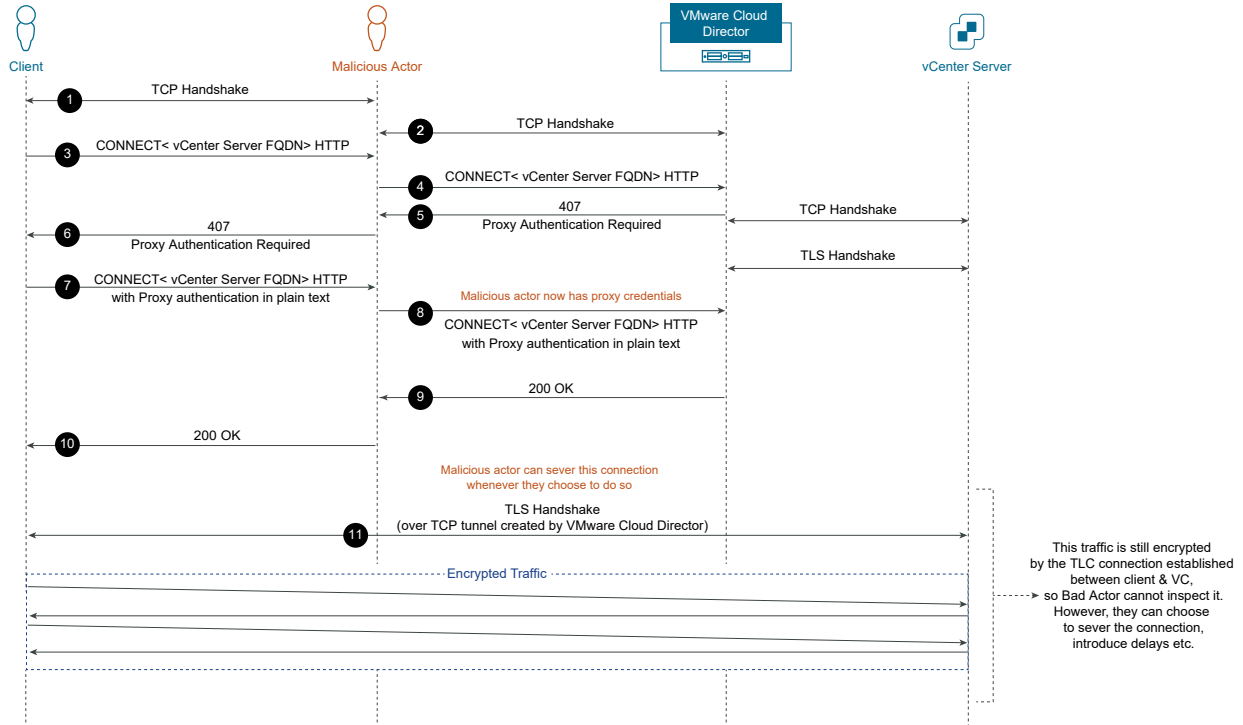 VMware Cloud
Director
Client
Malicious Actor
vCenter Server
1
TCP Handshake
2
TCP Handshake
3
CONNECT< vCenter Server FQDN> HTTP
4
CONNECT< vCenter Server FQDN> HTTP
5
407
Proxy Authentication Required
TCP Handshake
6
407
Proxy Authentication Required
TLS Handshake
7
CONNECT< vCenter Server FQDN> HTTP
with Proxy authentication in plain text
Malicious actor now has proxy credentials
8
CONNECT< vCenter Server FQDN> HTTP
with Proxy authentication in plain text
9
200 OK
10
200 OK
Malicious actor can sever this connection
whenever they choose to do so
TLS Handshake
(over TCP tunnel created by VMware Cloud Director)
11
Encrypted Traffic
This traffic is still encrypted
by the TLC connection established
between client & VC,
so Bad Actor cannot inspect it.
However, they can choose
to sever the connection,
introduce delays etc.